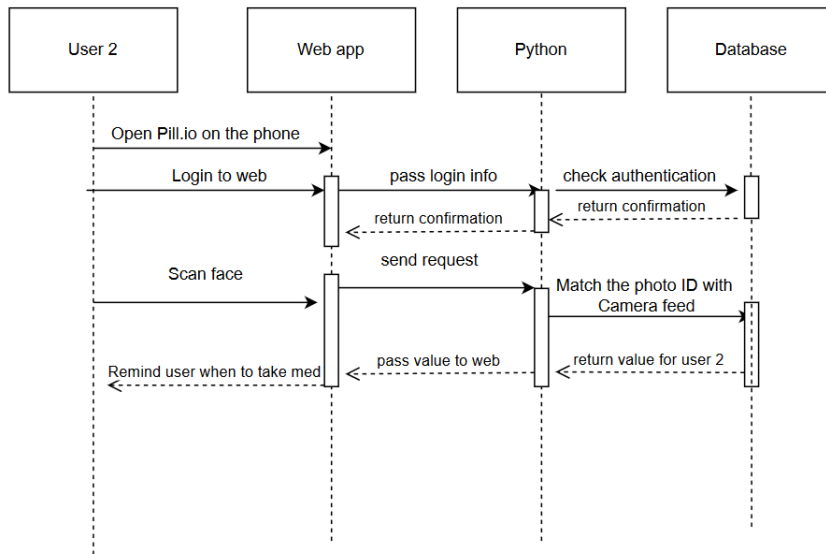 User 2
Web app
Python
Database
Open Pill.io on the phone
Login to web
pass login info
check authentication
return confirmation
return confirmation
Scan face
send request
Match the photo ID with
Camera feed
Remind user when to take med
pass value to web
return value for user 2